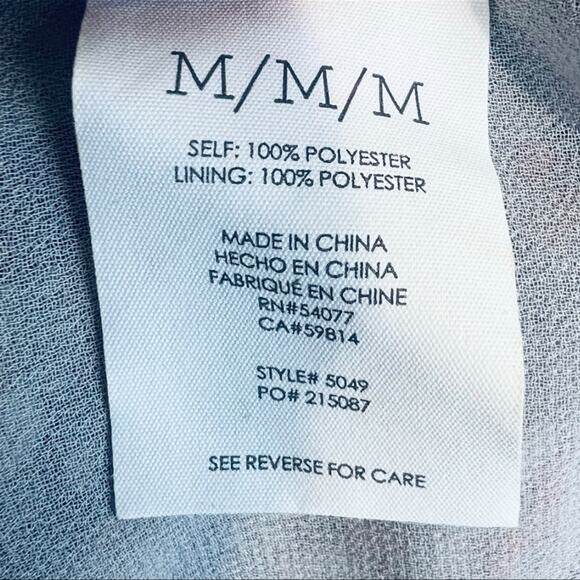 M/M/M
SELF: 100% POLYESTER
LINING: 100% POLYESTER
MADE IN CHINA
HECHO EN CHINA
FABRIQUÉ EN CHINE
RN#54077
CA#59814
STYLE# 5049
PO# 215087
SEE REVERSE FOR CARE